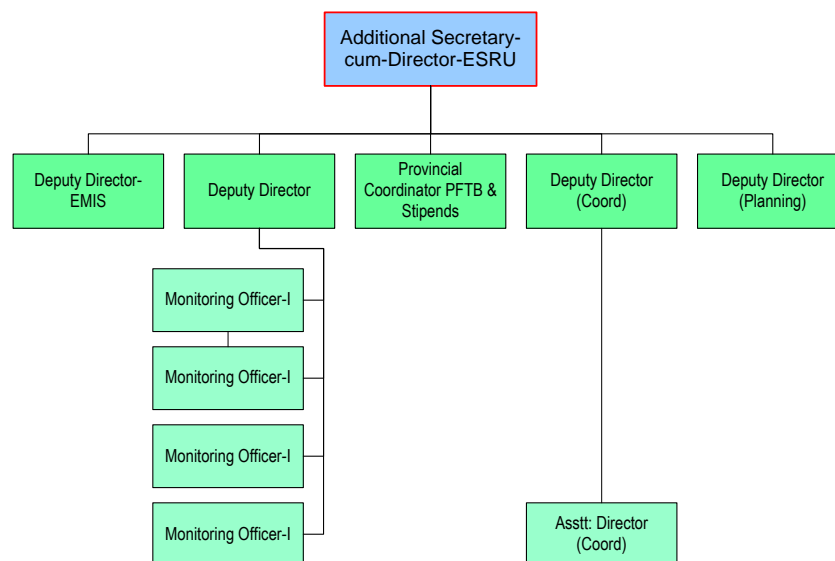 Additional Secretary-
cum-Director-ESRU
Deputy Director-
EMIS
Deputy Director
Provincial
Coordinator PFTB &
Stipends
Deputy Director
(Coord)
Deputy Director
(Planning)
Monitoring Officer-I
Monitoring Officer-I
Monitoring Officer-I
Monitoring Officer-I
Asstt: Director
(Coord)